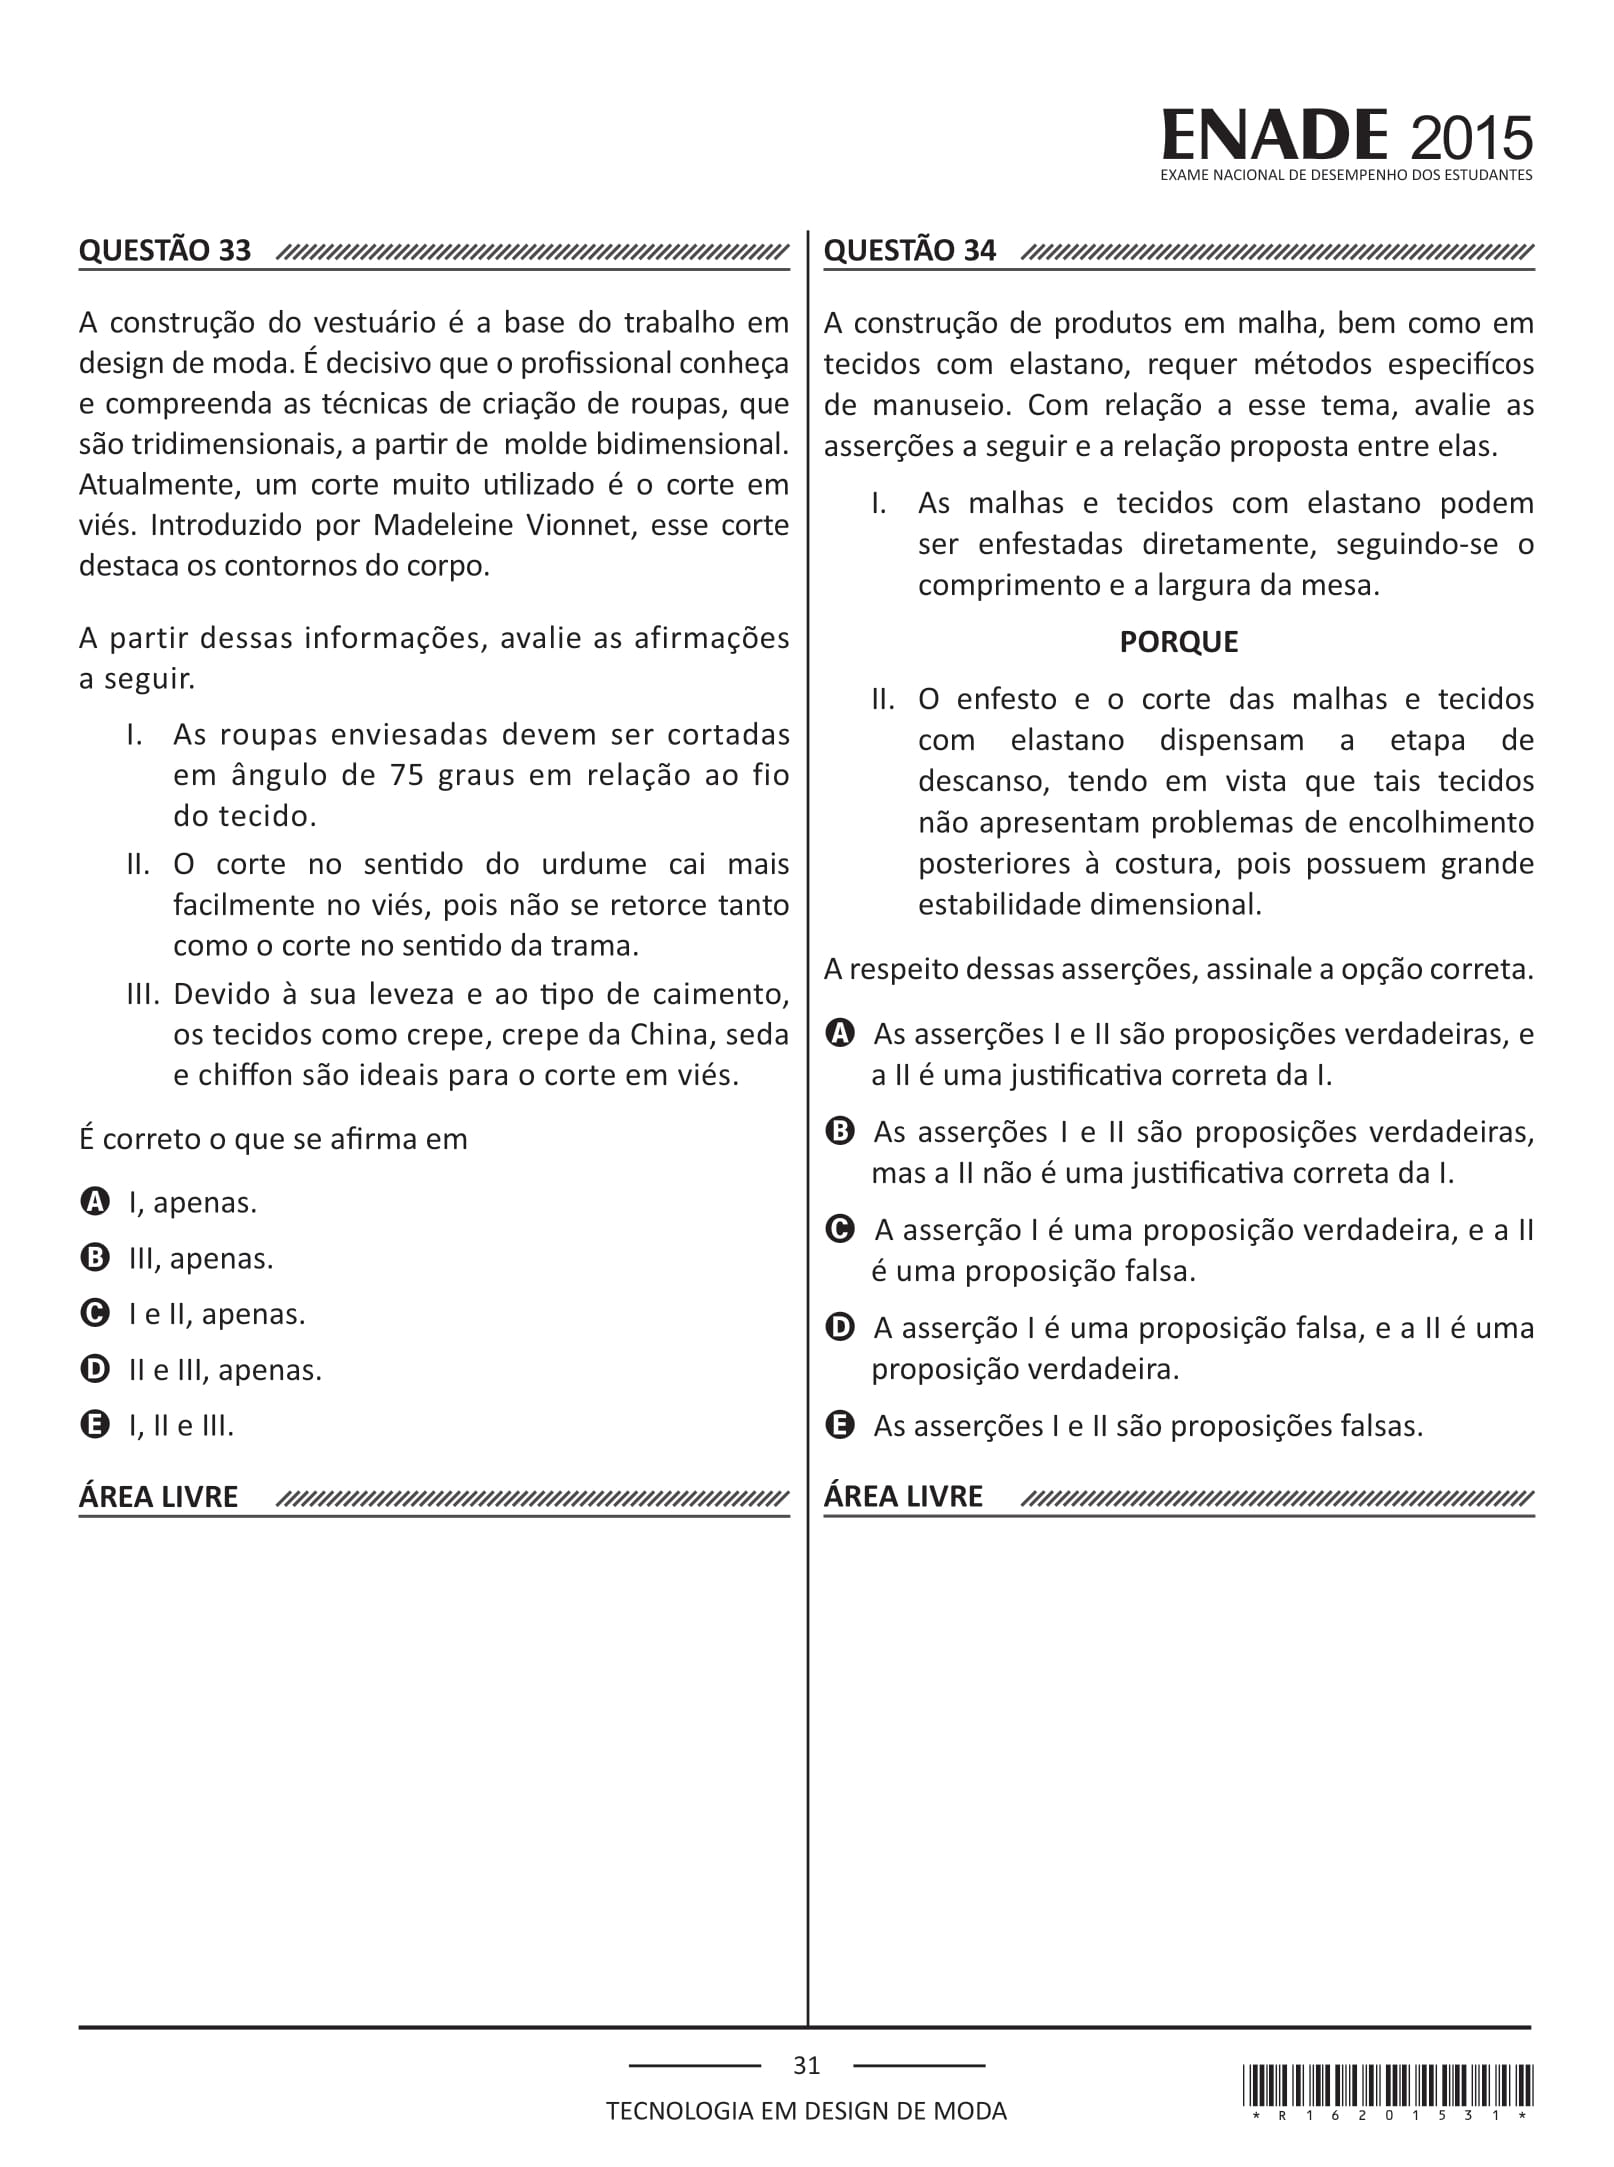 ENADE 2015
EXAME NACIONAL DE DESEMPENHO DOS ESTUDANTES
QUESTÃO 33
A construção do vestuário é a base do trabalho em
design de moda. É decisivo que o profissional conheça
e compreenda as técnicas de criação de roupas, que
são tridimensionais, a partir de molde bidimensional.
Atualmente, um corte muito utilizado é o corte em
viés. Introduzido por Madeleine Vionnet, esse corte
destaca os contornos do corpo.
A partir dessas informações, avalie as afirmações
a seguir.
I. As roupas enviesadas devem ser cortadas
em ângulo de 75 graus em relação ao fio
do tecido.
II. O corte no sentido do urdume cai mais
facilmente no viés, pois não se retorce tanto
como o corte no sentido da trama.
III. Devido à sua leveza e ao tipo de caimento,
os tecidos como crepe, crepe da China, seda
e chiffon são ideais para o corte em viés.
É correto o que se afirma em
A I, apenas.
B III, apenas.
C I e II, apenas.
D II e III, apenas.
E I, II e III.
ÁREA LIVRE
QUESTÃO 34
A construção de produtos em malha, bem como em
tecidos com elastano, requer métodos especifícos
de manuseio. Com relação a esse tema, avalie as
asserções a seguir e a relação proposta entre elas.
I. As malhas e tecidos com elastano podem
ser enfestadas diretamente, seguindo-se o
comprimento e a largura da mesa.
PORQUE
II. O enfesto e o corte das malhas e tecidos
com elastano dispensam a etapa de
descanso, tendo em vista que tais tecidos
não apresentam problemas de encolhimento
posteriores à costura, pois possuem grande
estabilidade dimensional.
A respeito dessas asserções, assinale a opção correta.
A As asserções I e II são proposições verdadeiras, e
a II é uma justificativa correta da I.
B As asserções I e II são proposições verdadeiras,
mas a II não é uma justificativa correta da I.
C A asserção I é uma proposição verdadeira, e a II
é uma proposição falsa.
D A asserção I é uma proposição falsa, e a II é uma
proposição verdadeira.
E As asserções I e II são proposições falsas.
ÁREA LIVRE
31
TECNOLOGIA EM DESIGN DE MODA
*R16201531*